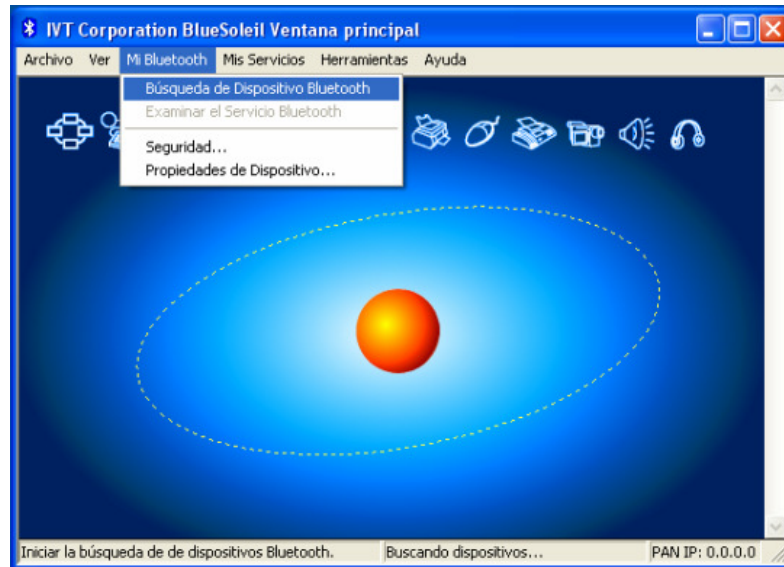 IVT Corporation BlueSoleil Ventana principal
Archivo Ver Mi Bluetooth Mis Servicios Herramientas Ayuda
Búsqueda de Dispositivo Bluetooth
Examinar el Servicio Bluetooth
Seguridad...
Propiedades de Dispositivo...
Iniciar la búsqueda de de dispositivos Bluetooth. Buscando dispositivos... PAN IP: 0.0.0.0